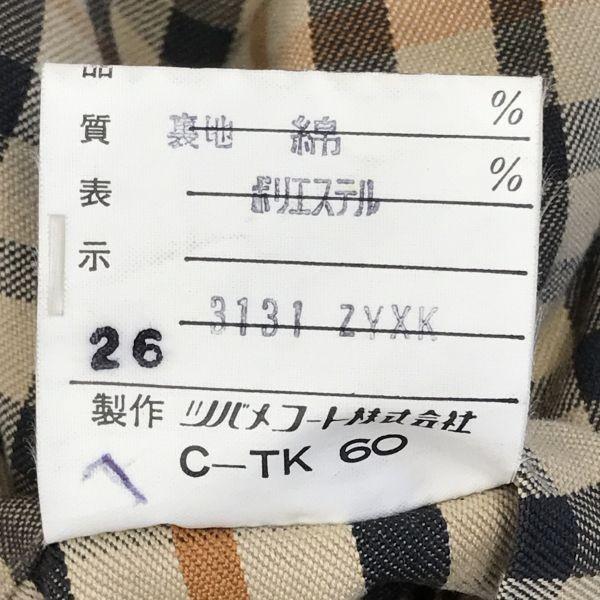 品質表示
%
裏地 綿
%
ポリエステル
3131 ZYXK
26
製作 ツバメコート株式会社
C-TK 60